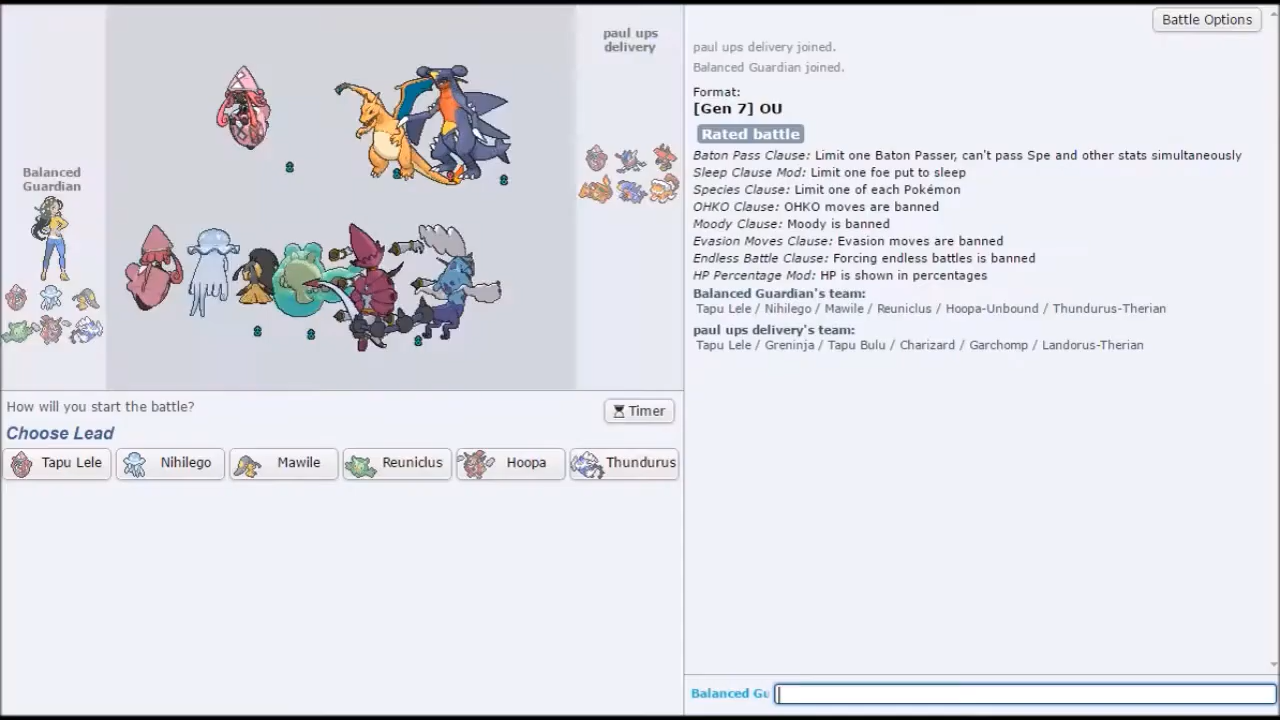 Battle Options
paul ups
delivery
paul ups delivery joined.
Balanced Guardian joined.
Format:
[Gen 7] OU
Rated battle
Baton Pass Clause: Limit one Baton Passer, can't pass Spe and other stats simultaneously
Sleep Clause Mod: Limit one foe put to sleep
Species Clause: Limit one of each Pokémon
OHKO Clause: OHKO moves are banned
Moody Clause: Moody is banned
Evasion Moves Clause: Evasion moves are banned
Endless Battle Clause: Forcing endless battles is banned
HP Percentage Mod: HP is shown in percentages
Balanced Guardian's team:
Tapu Lele / Nihilego / Mawile / Reuniclus / Hoopa-Unbound / Thundurus-Therian
paul ups delivery's team:
Tapu Lele / Greninja / Tapu Bulu / Charizard / Garchomp / Landorus-Therian
Balanced
Guardian
How will you start the battle?
Timer
Choose Lead
Tapu Lele
Nihilego
Mawile
Reuniclus
Hoopa
Thundurus
Balanced Gu